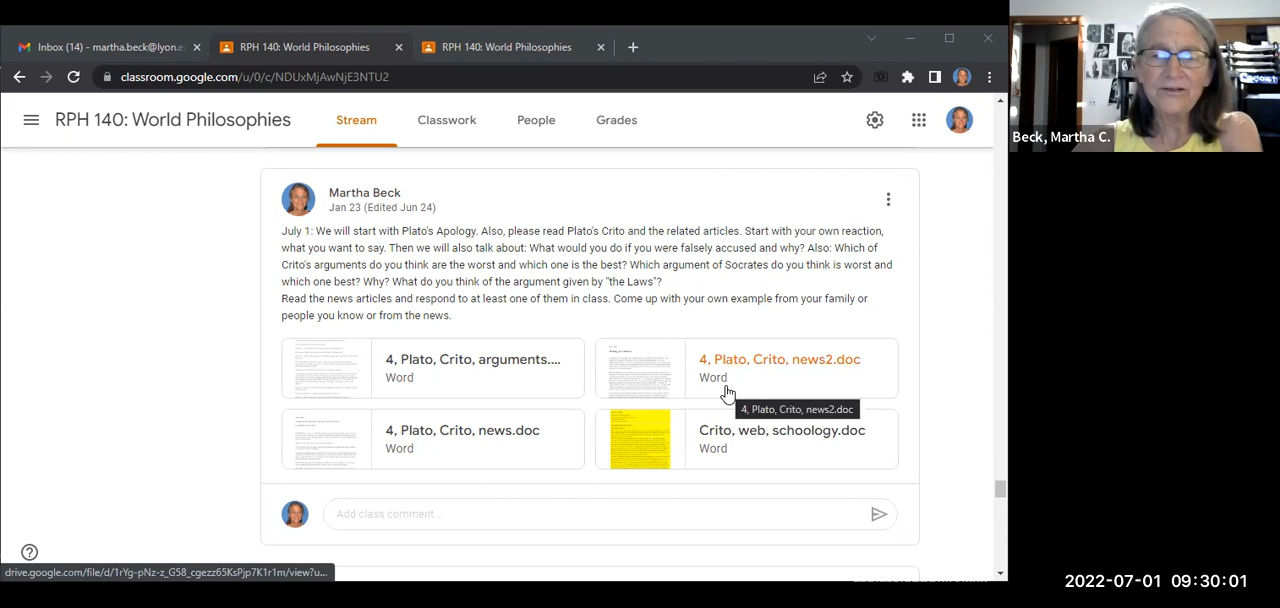 Inbox (14) - martha.beck@lyon.e
RPH 140: World Philosophies
RPH 140: World Philosophies
classroom.google.com/u/0/c/NDUxMjAwNjE3NTU2
RPH 140: World Philosophies
Stream
Classwork
People
Grades
Beck, Martha C.
Martha Beck
Jan 23 (Edited Jun 24)
July 1: We will start with Plato's Apology. Also, please read Plato's Crito and the related articles. Start with your own reaction,
what you want to say. Then we will also talk about: What would you do if you were falsely accused and why? Also: Which of
Crito's arguments do you think are the worst and which one is the best? Which argument of Socrates do you think is worst and
which one best? Why? What do you think of the argument given by "the Laws"?
Read the news articles and respond to at least one of them in class. Come up with your own example from your family or
people you know or from the news.
4, Plato, Crito, arguments....
Word
4, Plato, Crito, news2.doc
Word
4, Plato, Crito, news2.doc
4, Plato, Crito, news.doc
Word
Crito, web. schoology.doc
Word
Add class comment...
drive.google.com/file/d/1rYg-pNz-z_G58_cgezz65KsPjp7K1r1m/view?u...
2022-07-01 09:30:01